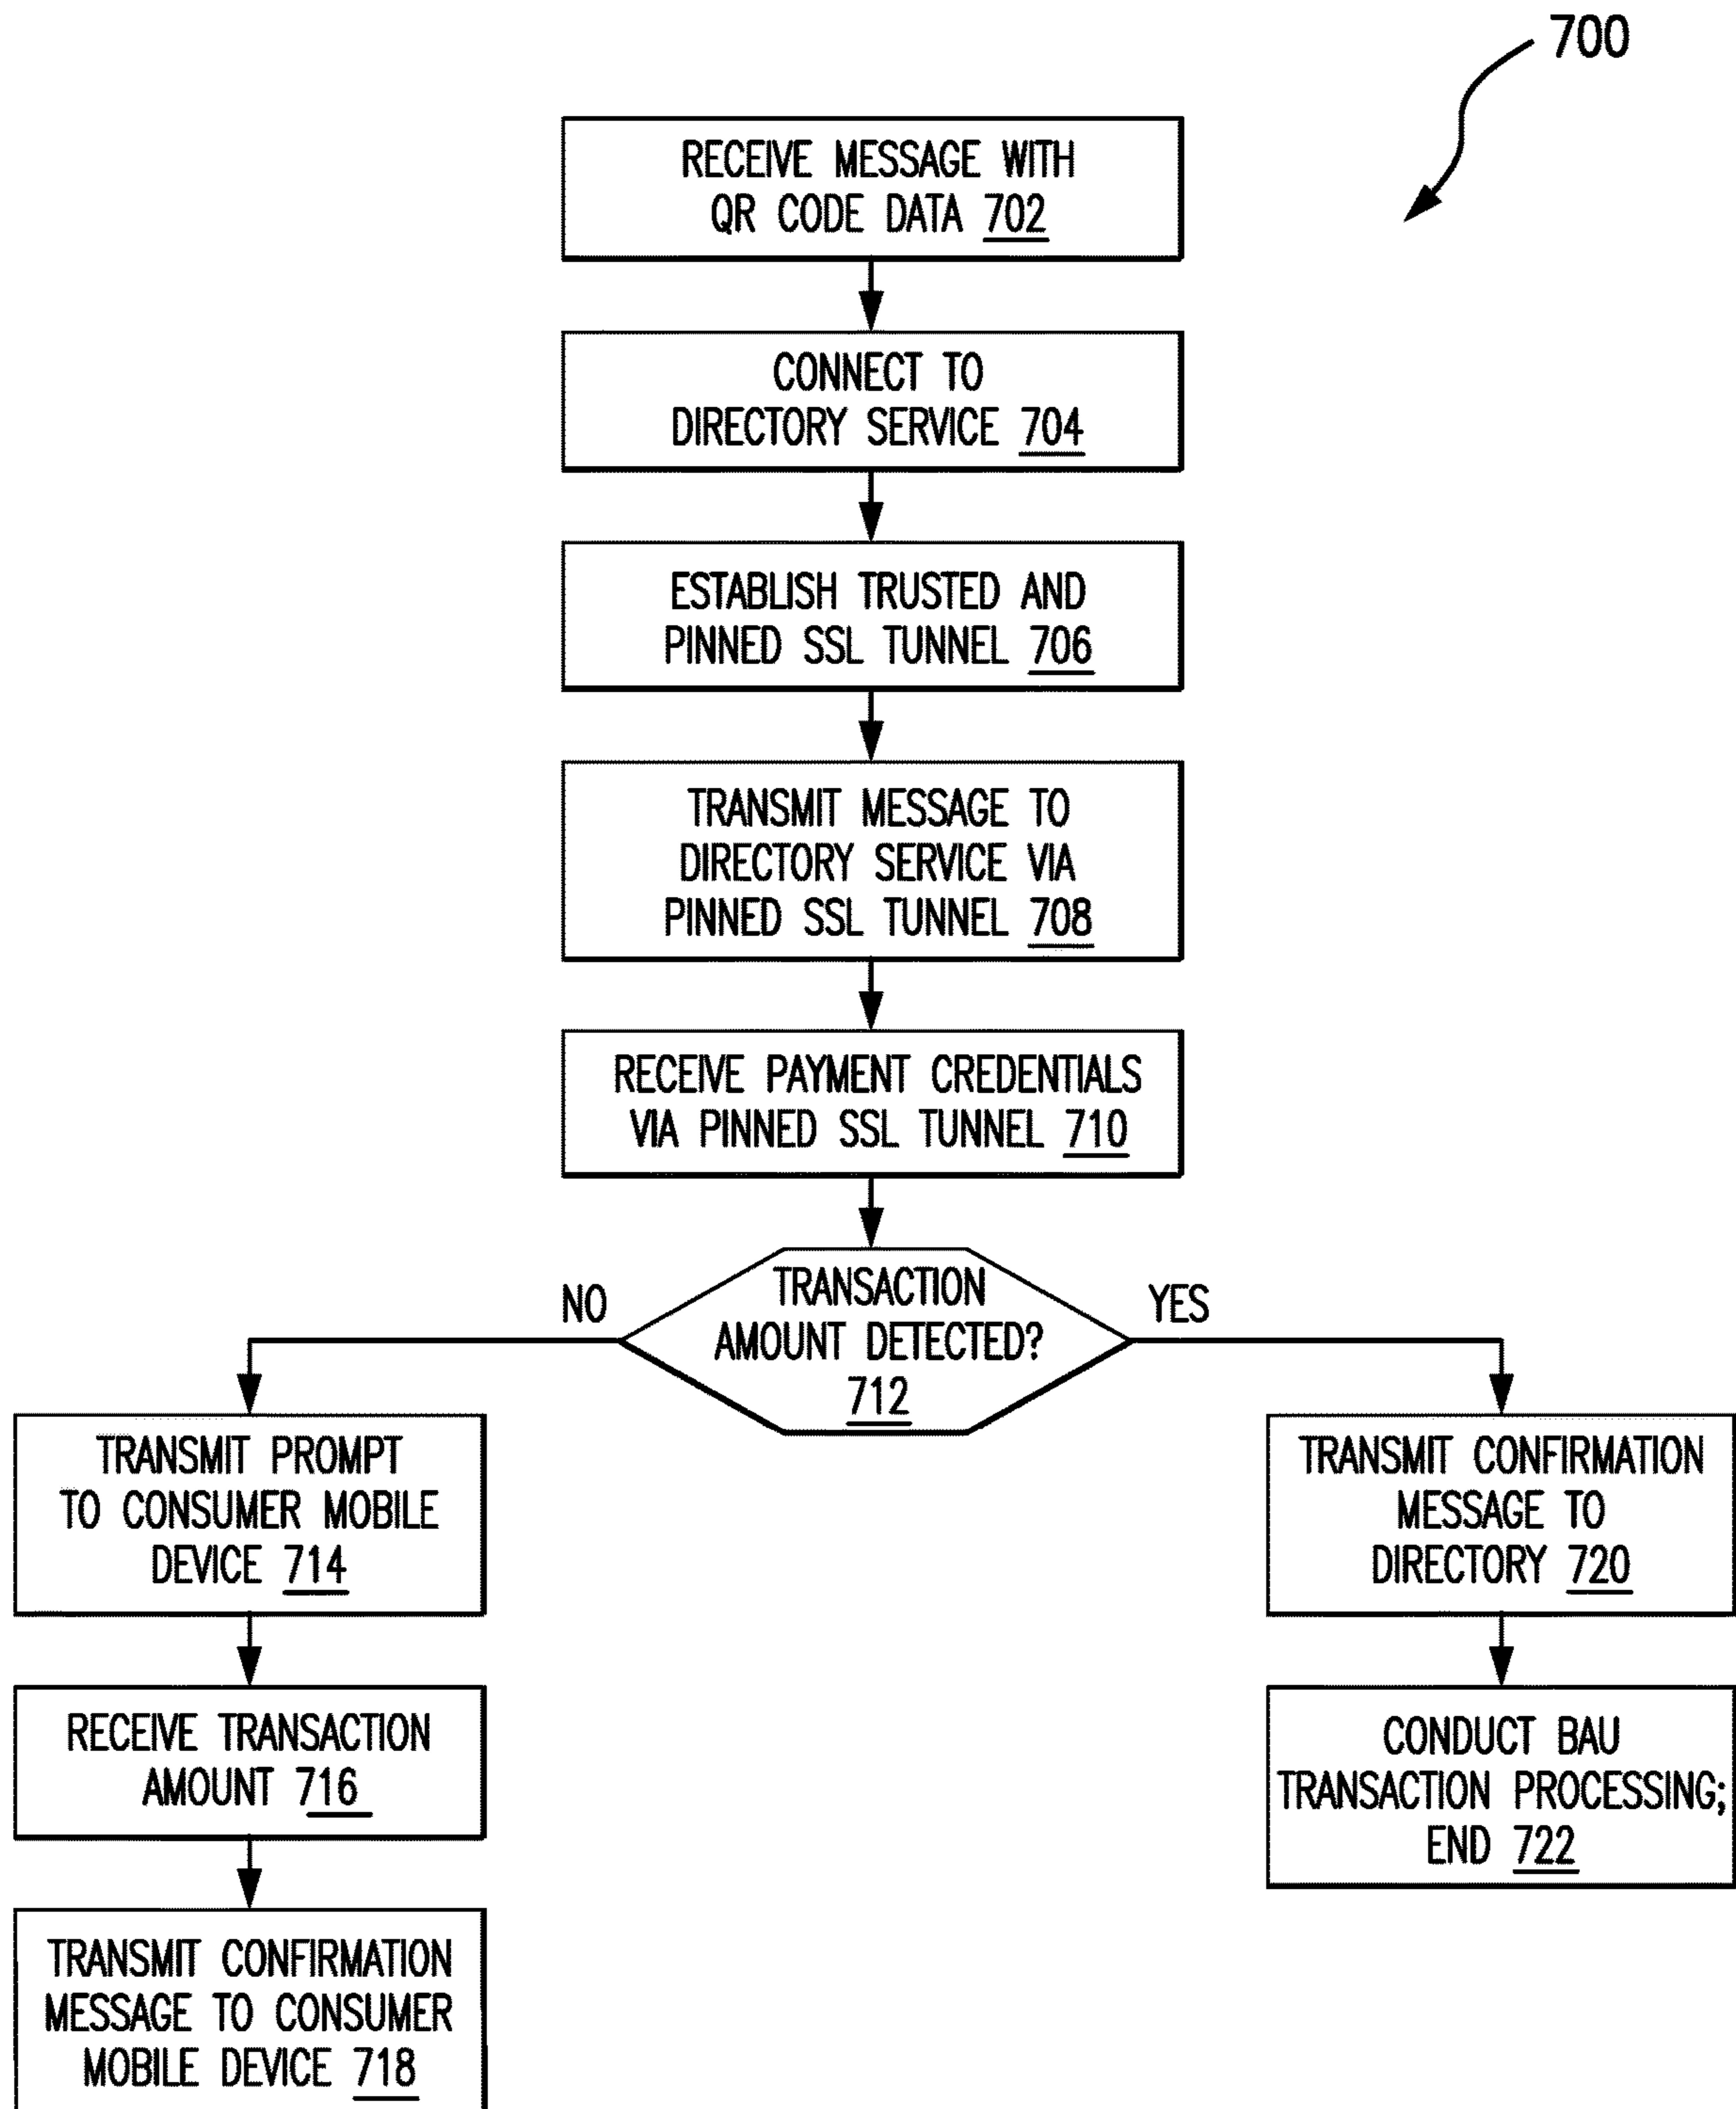 700
RECEIVE MESSAGE WITH
QR CODE DATA 702
CONNECT TO
DIRECTORY SERVICE 704
ESTABLISH TRUSTED AND
PINNED SSL TUNNEL 706
TRANSMIT MESSAGE TO
DIRECTORY SERVICE VIA
PINNED SSL TUNNEL 708
RECEIVE PAYMENT CREDENTIALS
VIA PINNED SSL TUNNEL 710
TRANSACTION
AMOUNT DETECTED?
712
NO
YES
TRANSMIT PROMPT
TO CONSUMER MOBILE
DEVICE 714
RECEIVE TRANSACTION
AMOUNT 716
TRANSMIT CONFIRMATION
MESSAGE TO CONSUMER
MOBILE DEVICE 718
TRANSMIT CONFIRMATION
MESSAGE TO
DIRECTORY 720
CONDUCT BAU
TRANSACTION PROCESSING;
END 722